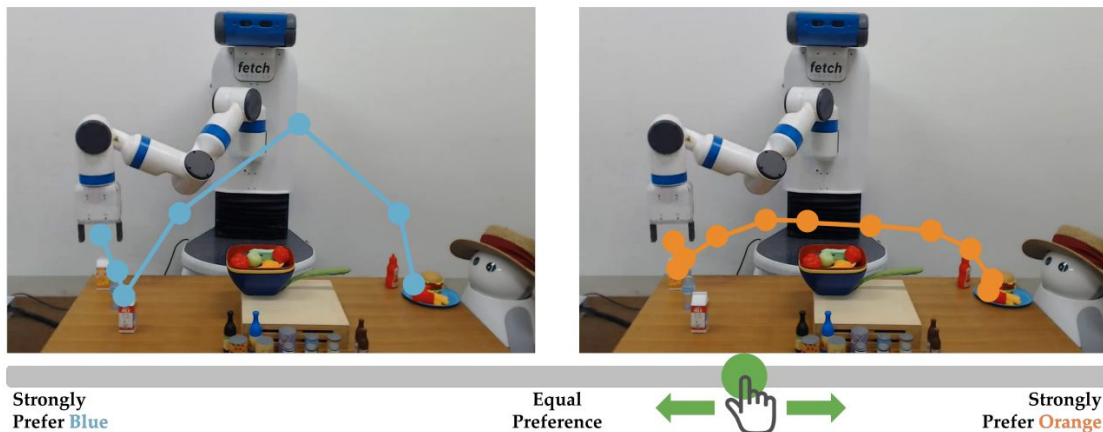 fetch
fetch
Strongly
Prefer Blue
Equal
Preference
Strongly
Prefer Orange